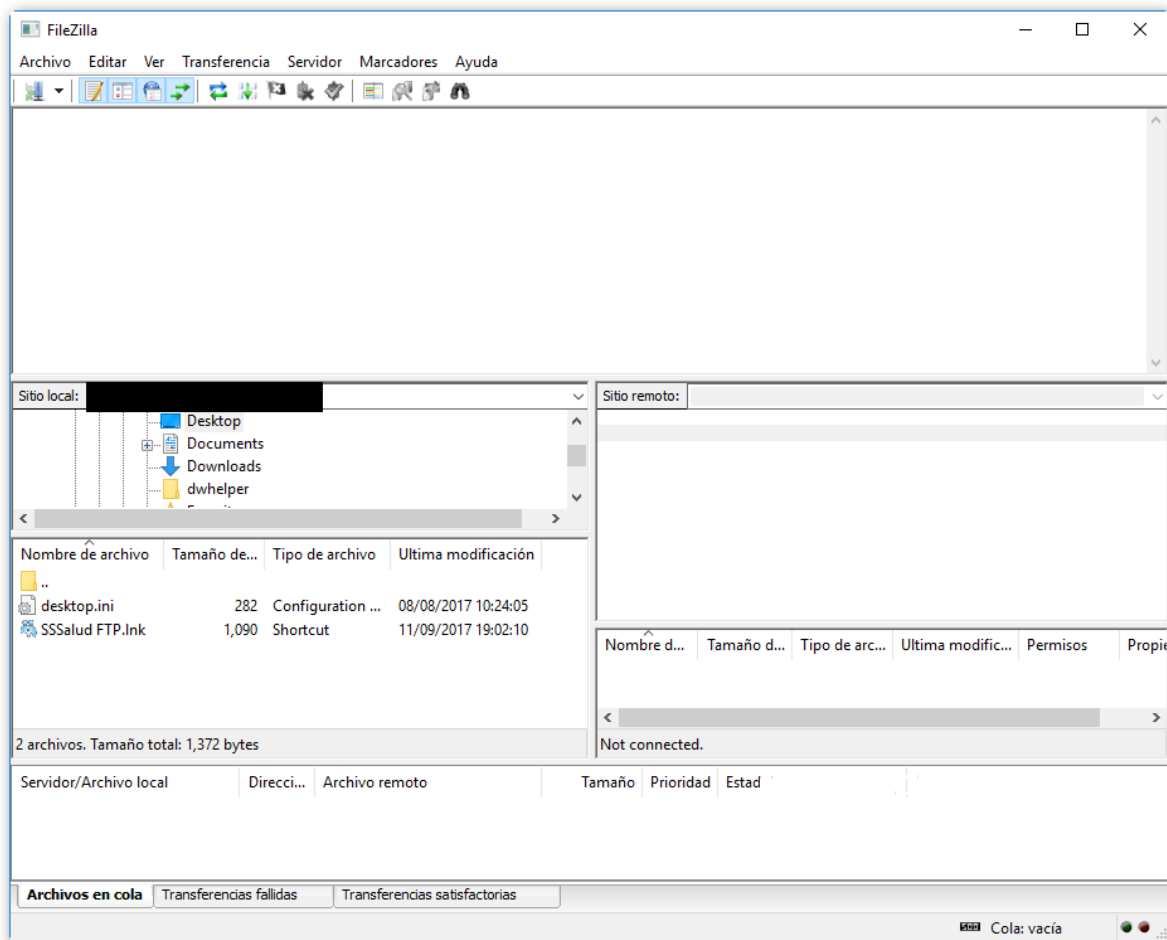 FileZilla
Archivo Editar Ver Transferencia Servidor Marcadores Ayuda
Sitio local:
Desktop
Documents
Downloads
dwhelper
Nombre de archivo Tamaño de... Tipo de archivo Ultima modificación
..
desktop.ini 282 Configuration ... 08/08/2017 10:24:05
SSSalud FTP.lnk 1,090 Shortcut 11/09/2017 19:02:10
2 archivos. Tamaño total: 1,372 bytes
Sitio remoto:
Nombre d... Tamaño d... Tipo de arc... Ultima modific... Permisos Propie
Not connected.
Servidor/Archivo local Direcci... Archivo remoto Tamaño Prioridad Estad
Archivos en cola Transferencias fallidas Transferencias satisfactorias
Cola: vacía